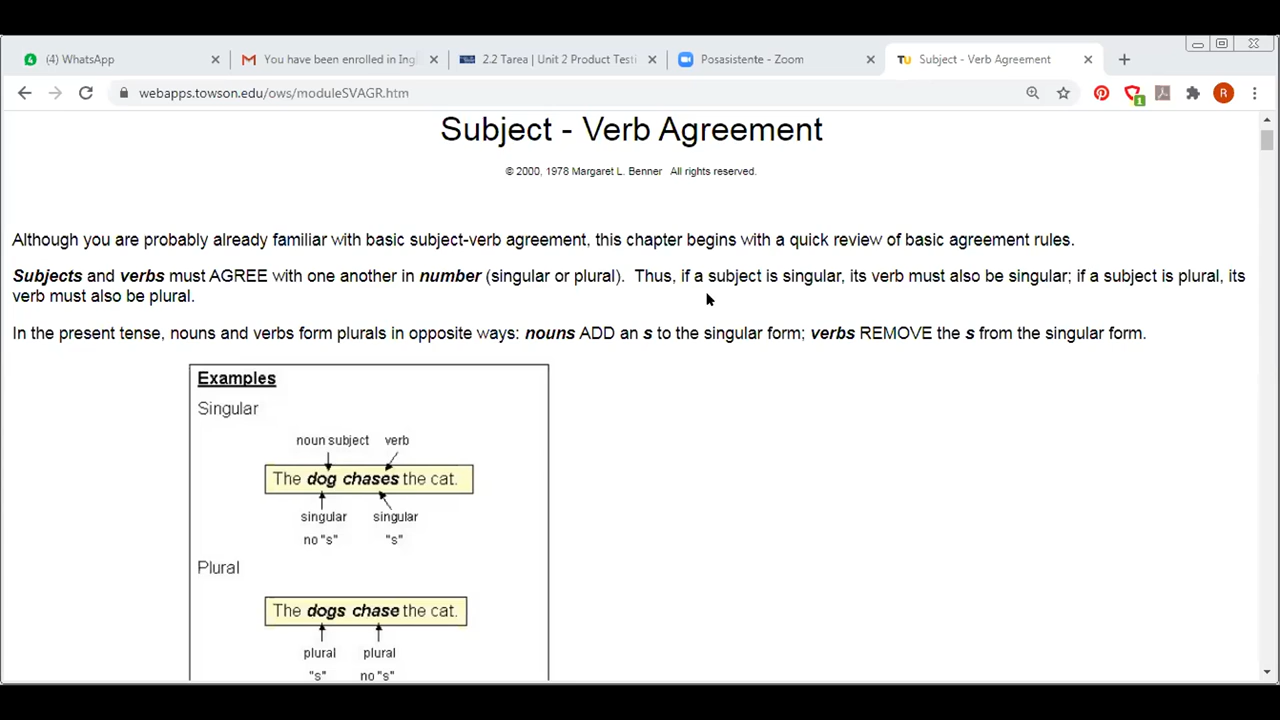 (4) WhatsApp
You have been enrolled in Ing
2.2 Tarea | Unit 2 Product Testi
Posasistente - Zoom
TU Subject - Verb Agreement
webapps.towson.edu/ows/moduleSVAGR.htm
1
R
Subject - Verb Agreement
© 2000, 1978 Margaret L. Benner All rights reserved.
Although you are probably already familiar with basic subject-verb agreement, this chapter begins with a quick review of basic agreement rules.
Subjects and verbs must AGREE with one another in number (singular or plural). Thus, if a subject is singular, its verb must also be singular; if a subject is plural, its
verb must also be plural.
In the present tense, nouns and verbs form plurals in opposite ways: nouns ADD an s to the singular form; verbs REMOVE the s from the singular form.
Examples
Singular
noun subject verb
The dog chases the cat.
singular singular
no "s" "s"
Plural
The dogs chase the cat.
plural plural
"s" no "s"